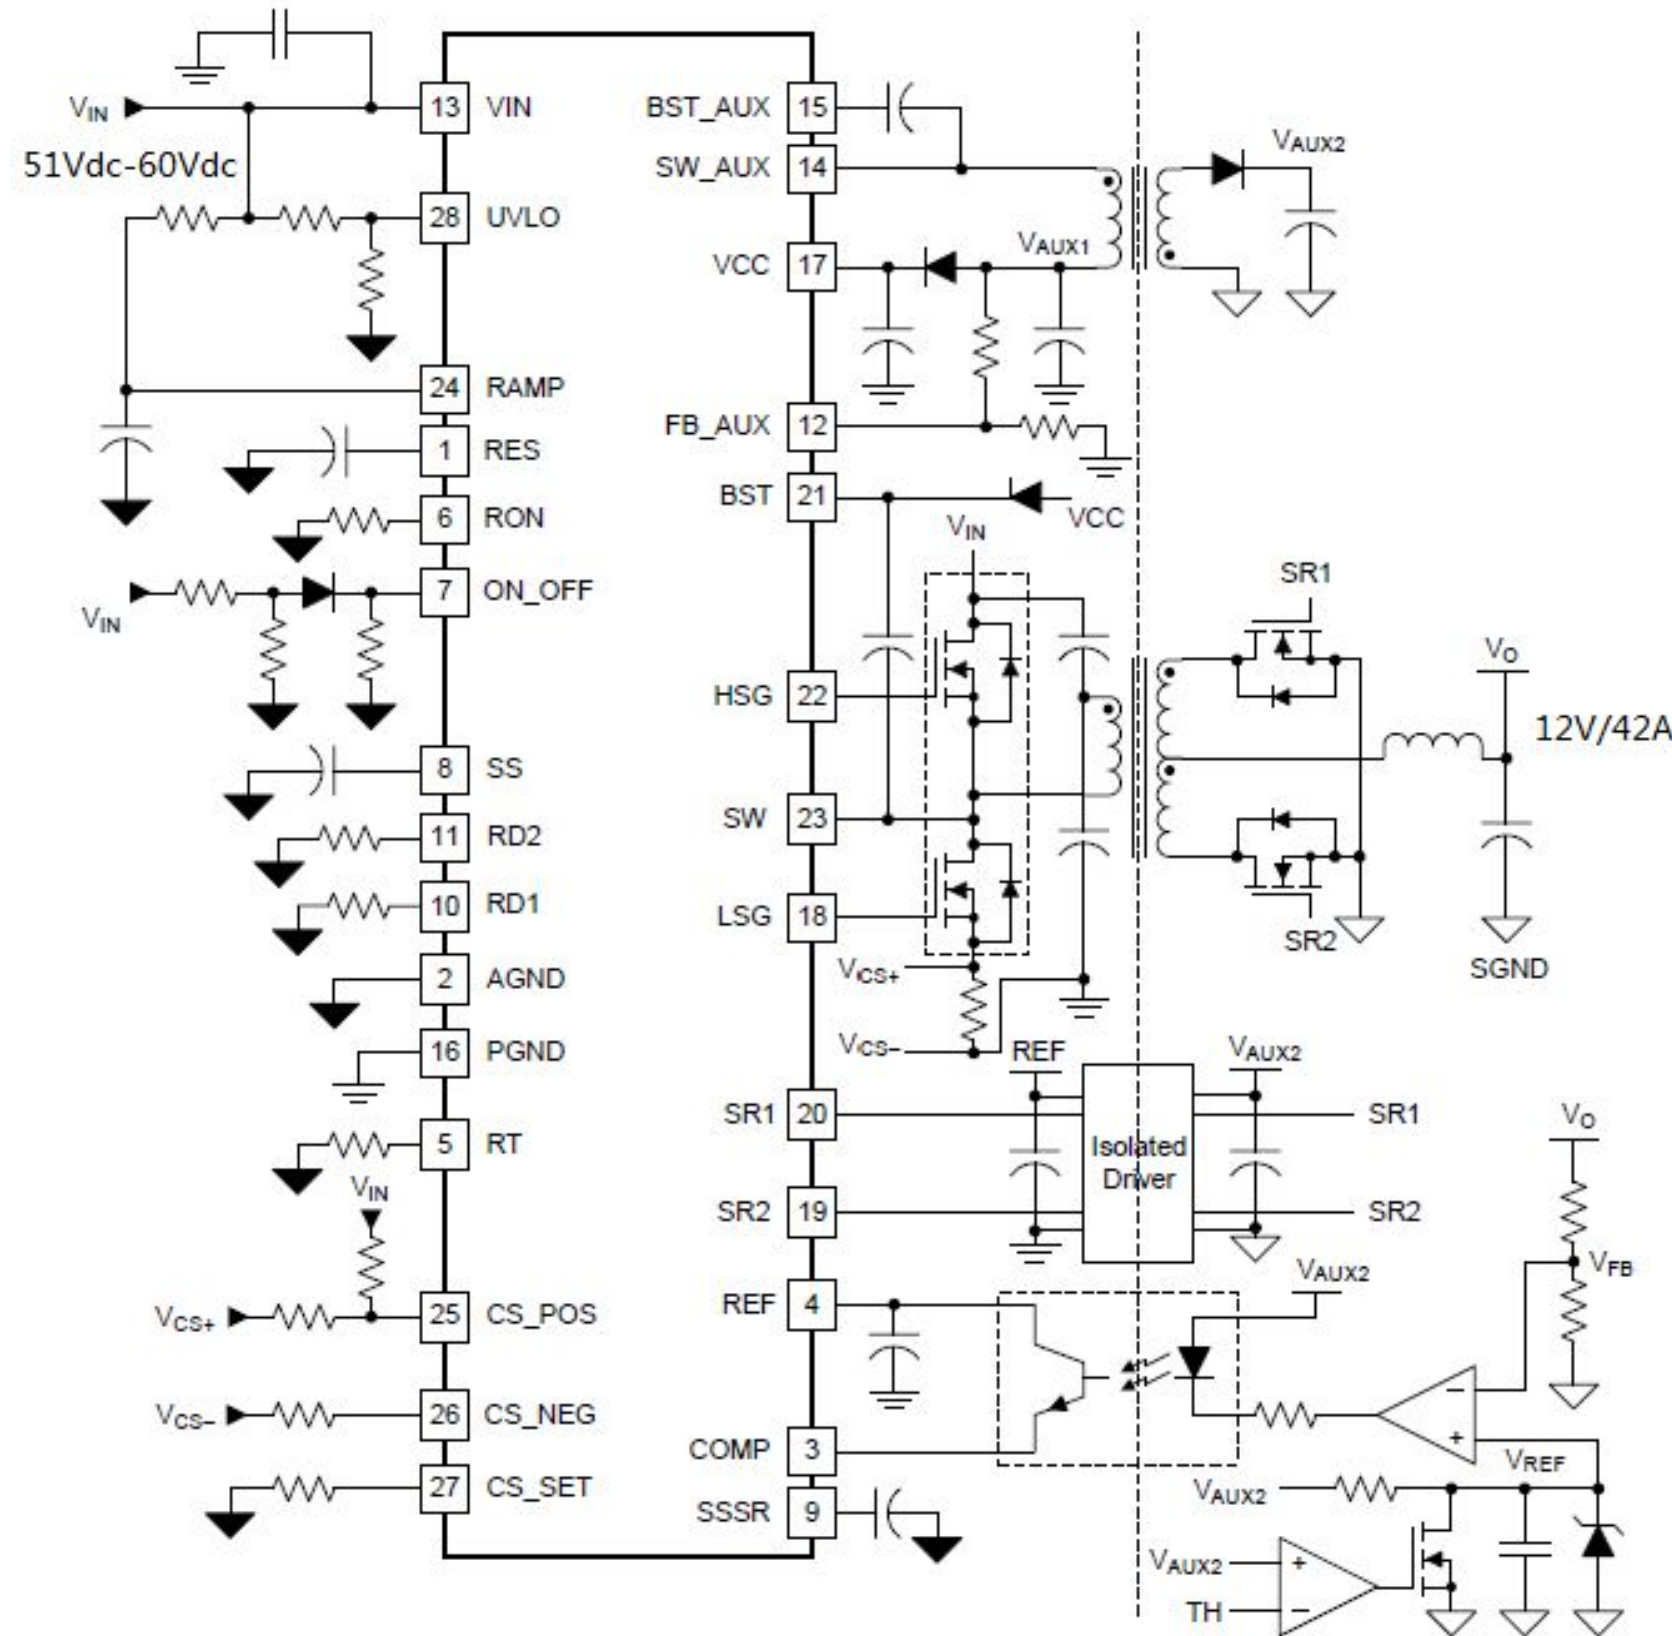 VIN
13 VIN
51Vdc-60Vdc
28 UVLO
24 RAMP
1 RES
6 RON
VIN
7 ON_OFF
8 SS
11 RD2
10 RD1
2 AGND
16 PGND
5 RT
VIN
VCS+
25 CS_POS
VCS–
26 CS_NEG
27 CS_SET
BST_AUX 15
SW_AUX 14
VCC 17
VAUX1
VAUX2
FB_AUX 12
BST 21
VCC
VIN
HSG 22
SW 23
LSG 18
VCS+
VCS–
SR1
VO
12V/42A
SR2
SGND
REF
VAUX2
SR1 20
Isolated
Driver
SR1
SR2 19
SR2
VO
VFB
REF 4
VAUX2
COMP 3
–
+
VREF
VAUX2
SSSR 9
VAUX2
+
TH
–